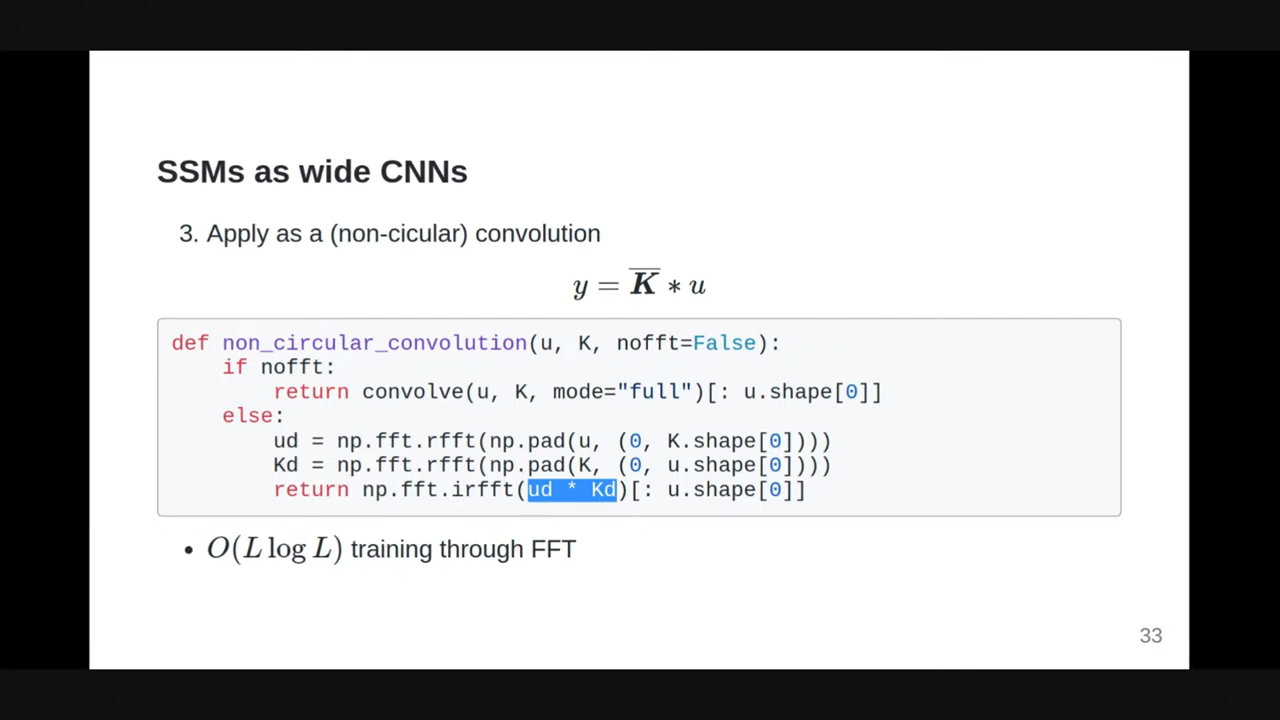 SSMs as wide CNNs
3. Apply as a (non-cicular) convolution
y = K̅ ∗ u
def non_circular_convolution(u, K, nofft=False):
    if nofft:
        return convolve(u, K, mode="full")[: u.shape[0]]
    else:
        ud = np.fft.rfft(np.pad(u, (0, K.shape[0])))
        Kd = np.fft.rfft(np.pad(K, (0, u.shape[0])))
        return np.fft.irfft(ud * Kd)[: u.shape[0]]
• O(L log L) training through FFT
33